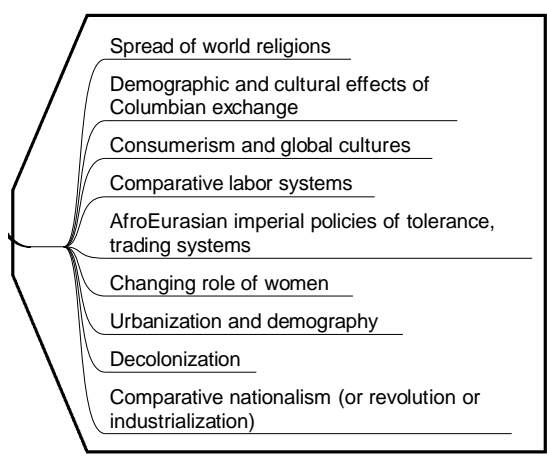 Spread of world religions
Demographic and cultural effects of
Columbian exchange
Consumerism and global cultures
Comparative labor systems
AfroEurasian imperial policies of tolerance,
trading systems
Changing role of women
Urbanization and demography
Decolonization
Comparative nationalism (or revolution or
industrialization)